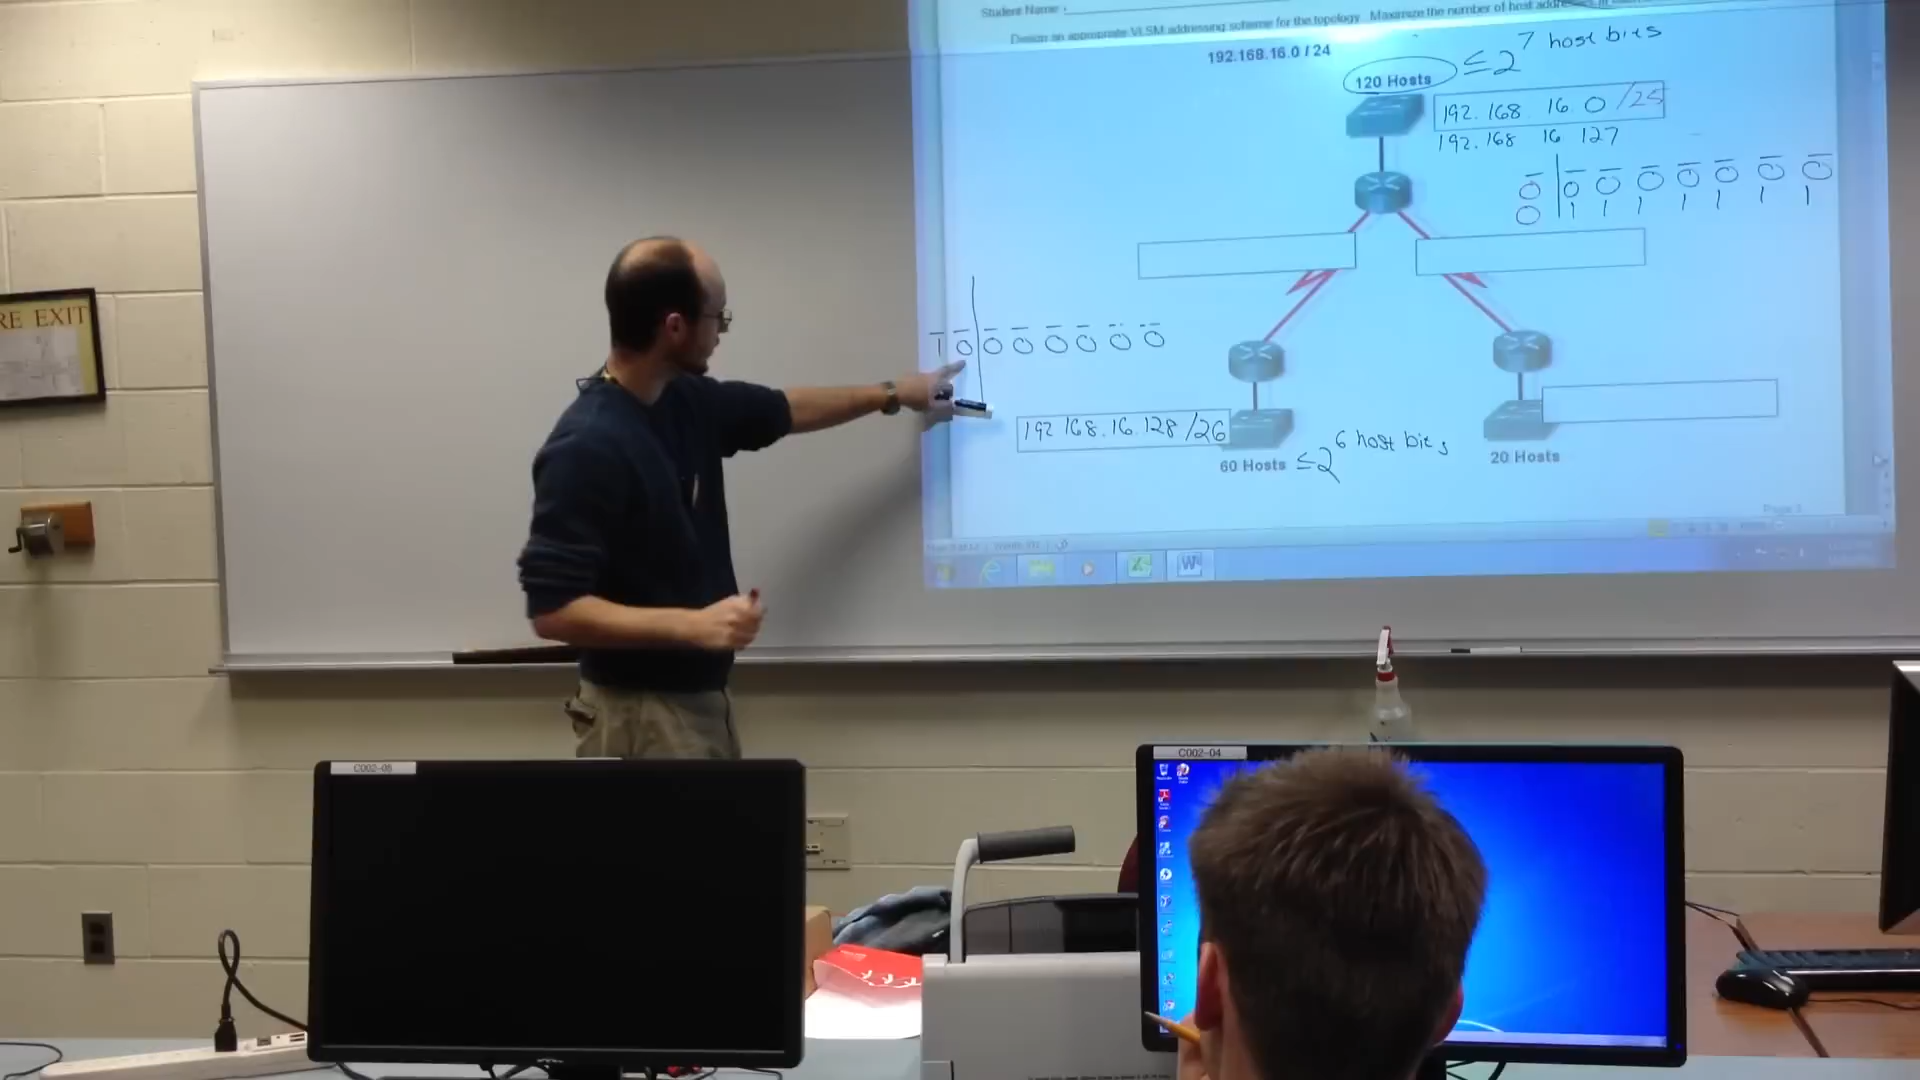 Student Name
Design an appropriate VLSM addressing scheme for the topology. Maximize the number of host
192.168.16.0 / 24
120 Hosts ≤2^7 host bits
192.168 16.0 /25
192.168 16 127
0 | 0 0 0 0 0 0 0
0 | 1 1 1 1 1 1 1
RE EXIT
1 0 | 0 0 0 0 0 0
192 168.16.128 /26
60 Hosts ≤2^6 host bits
20 Hosts
Page
C002-04